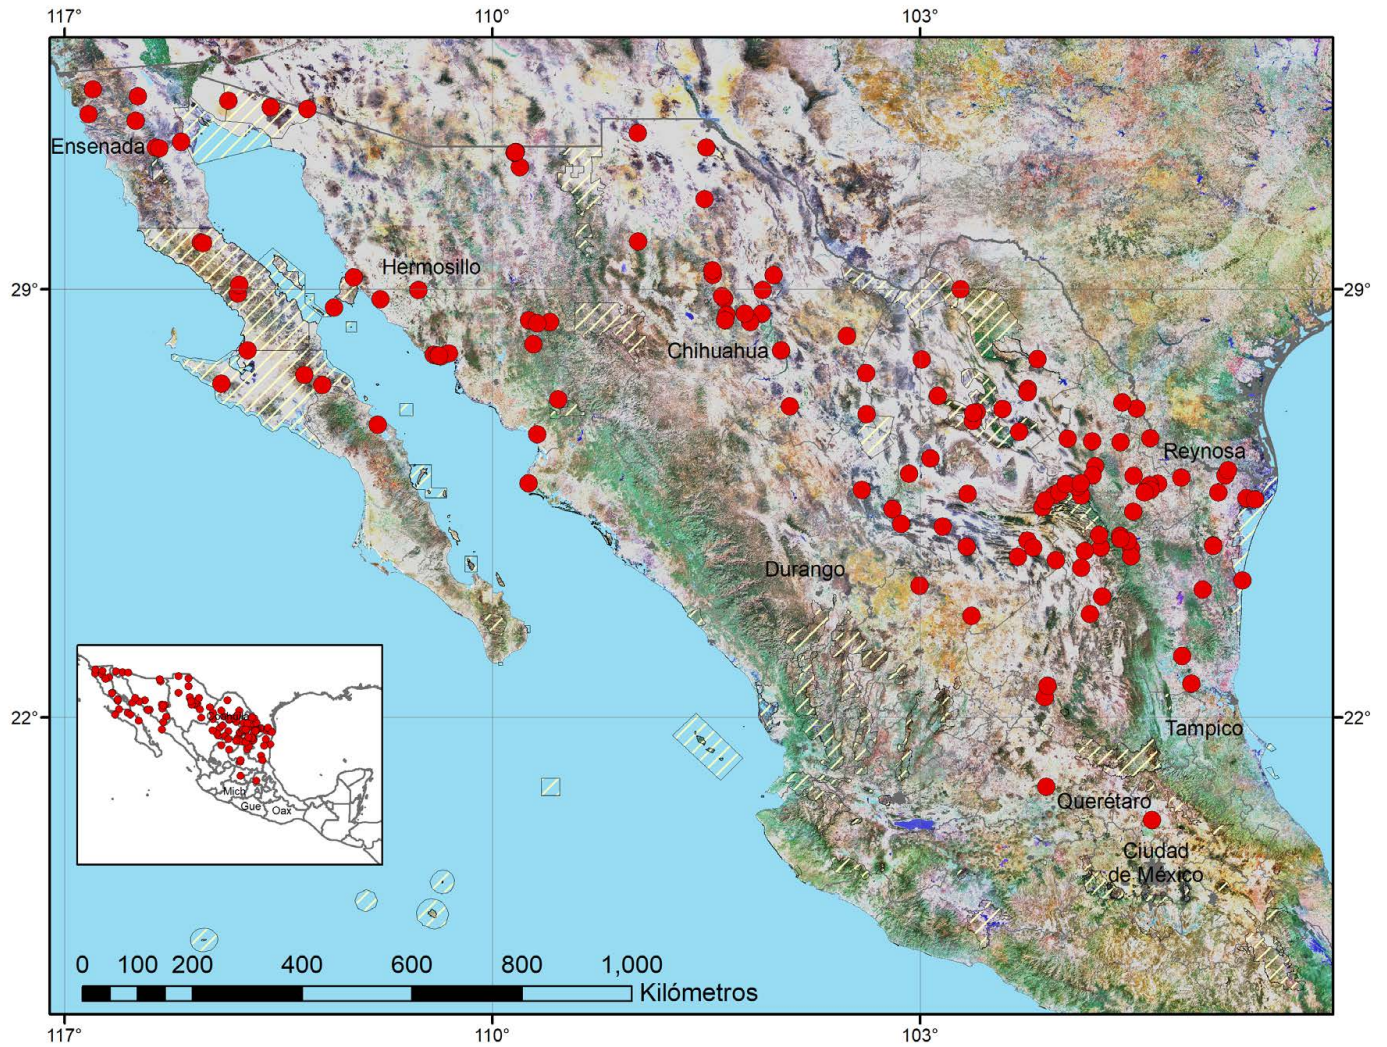 117°
110°
103°
Ensenada
Hermosillo
29°
29°
Chihuahua
Reynosa
Durango
22°
22°
Tampico
Mich
Gue
Oax
Querétaro
Ciudad
de México
0 100 200 400 600 800 1,000
Kilómetros
117°
110°
103°